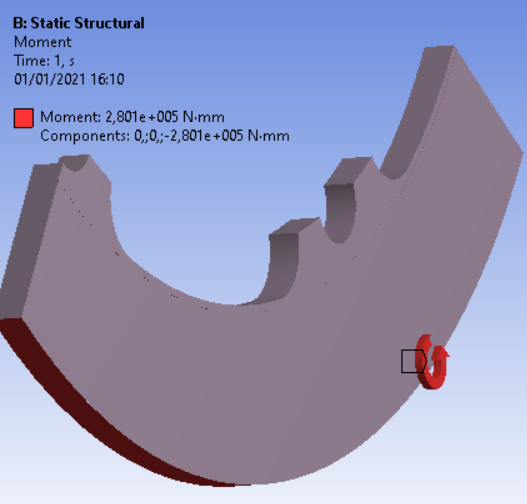 B: Static Structural
Moment
Time: 1, s
01/01/2021 16:10
Moment: 2,801e+005 N·mm
Components: 0,;0,;-2,801e+005 N·mm